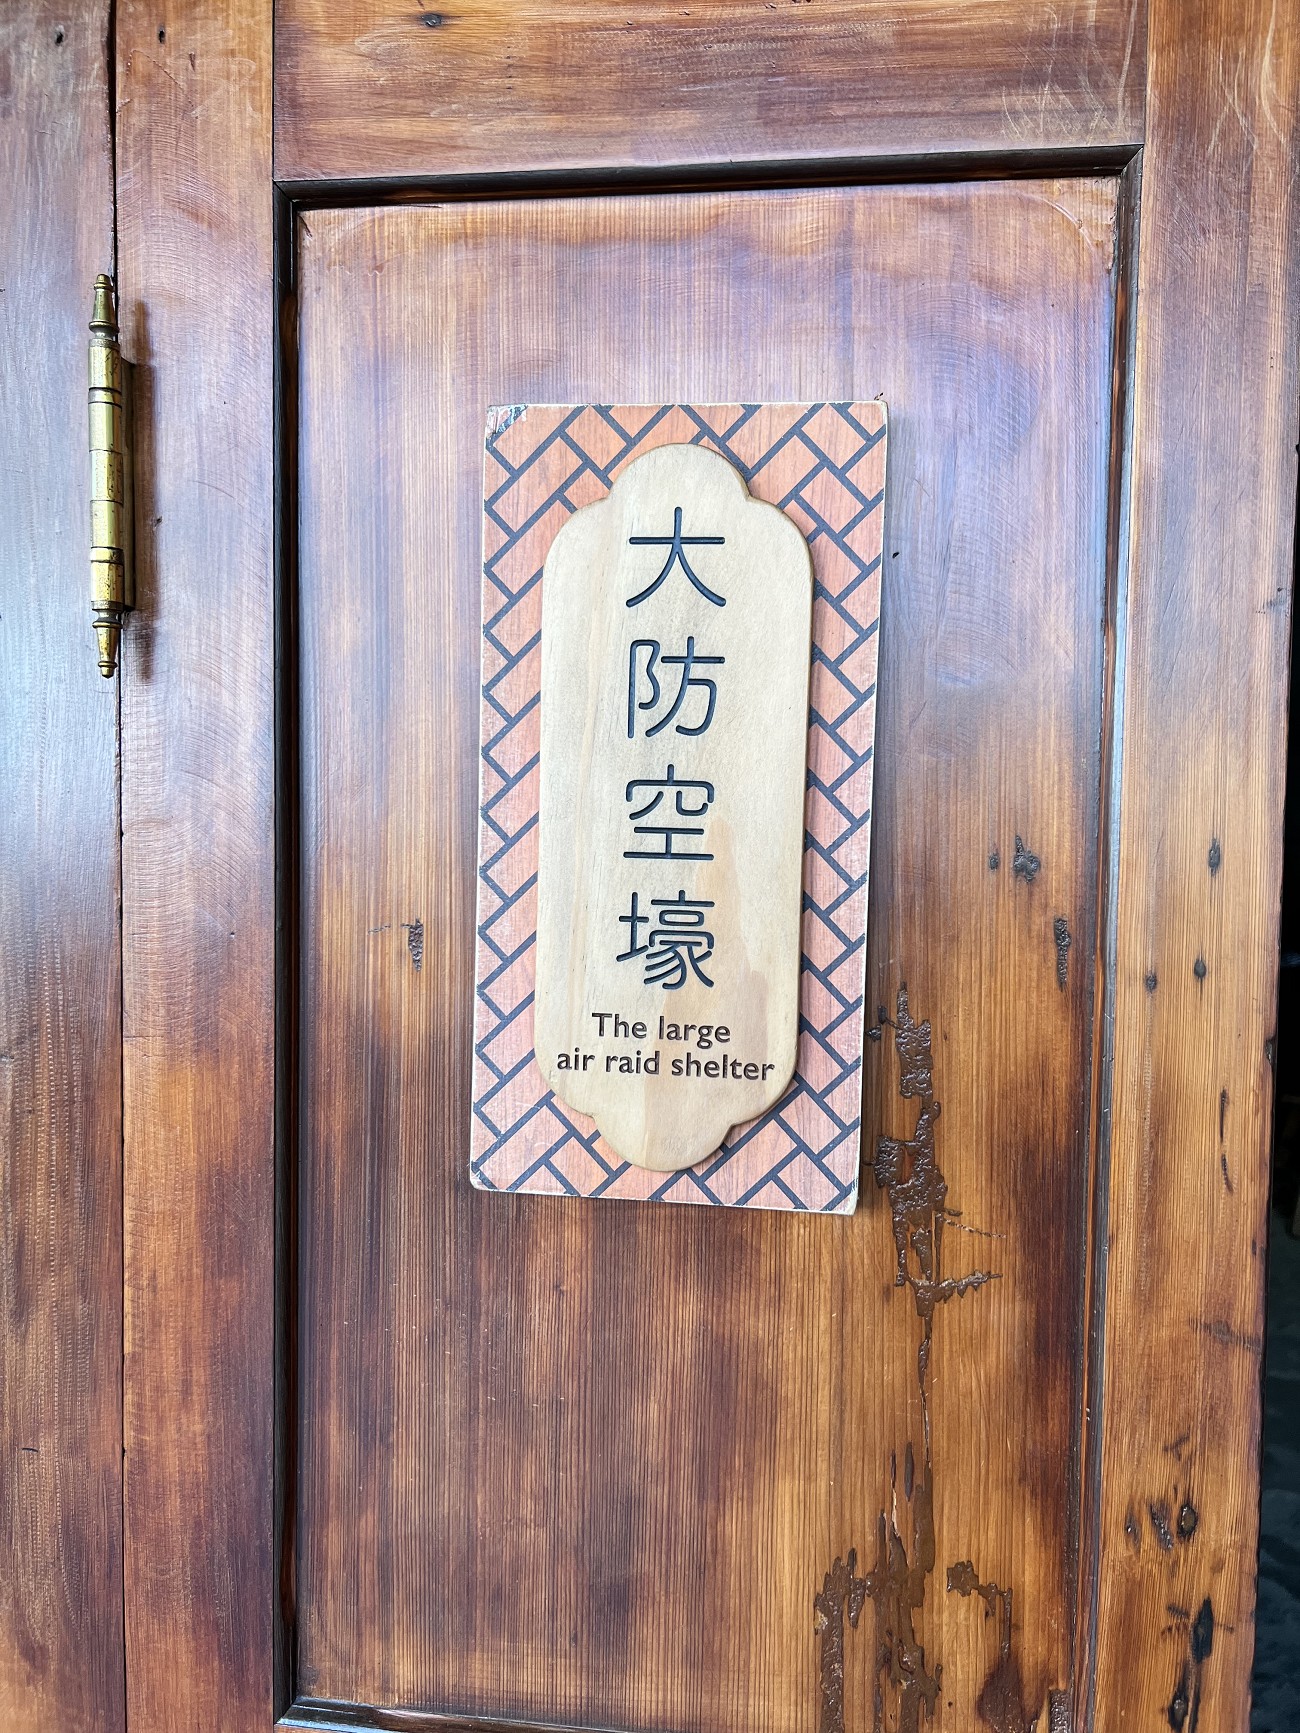 大防空壕
The large
air raid shelter